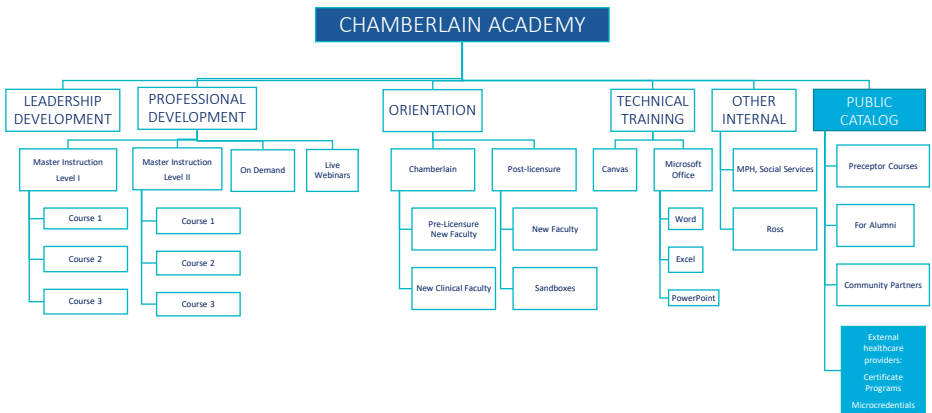 CHAMBERLAIN ACADEMY
LEADERSHIP
DEVELOPMENT
PROFESSIONAL
DEVELOPMENT
ORIENTATION
TECHNICAL
TRAINING
OTHER
INTERNAL
PUBLIC
CATALOG
Master Instruction
Level I
Master Instruction
Level II
On Demand
Live
Webinars
Chamberlain
Post-licensure
Canvas
Microsoft
Office
MPH, Social Services
Preceptor Courses
Course 1
Course 2
Course 3
Course 1
Course 2
Course 3
Pre-Licensure
New Faculty
New Clinical Faculty
New Faculty
Sandboxes
Word
Excel
PowerPoint
Ross
For Alumni
Community Partners
External
healthcare
providers:
Certificate
Programs
Microcredentials